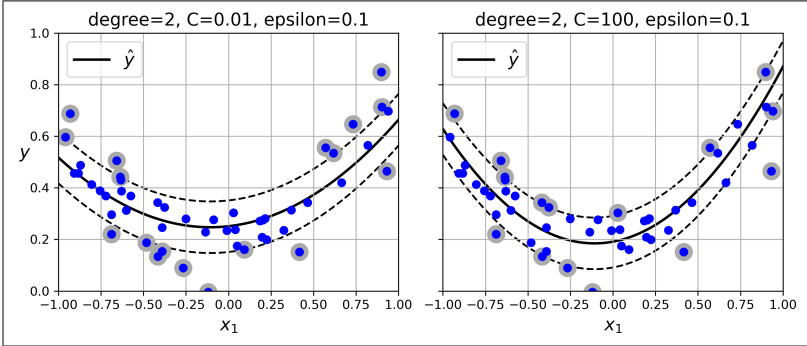 degree=2, C=0.01, epsilon=0.1
degree=2, C=100, epsilon=0.1
1.0
0.8
0.6
0.4
0.2
0.0
y
ŷ
ŷ
−1.00 −0.75 −0.50 −0.25 0.00 0.25 0.50 0.75 1.00
−1.00 −0.75 −0.50 −0.25 0.00 0.25 0.50 0.75 1.00
x₁
x₁